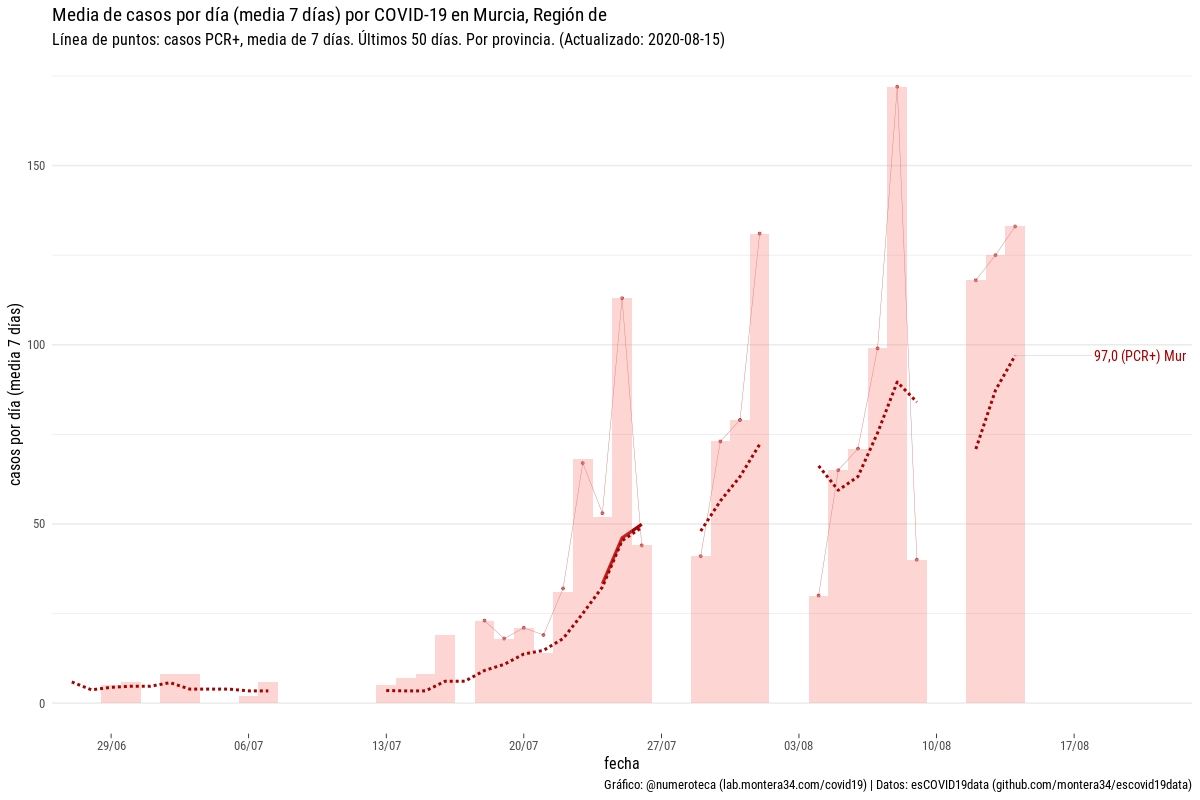 Media de casos por día (media 7 días) por COVID-19 en Murcia, Región de
Línea de puntos: casos PCR+, media de 7 días. Últimos 50 días. Por provincia. (Actualizado: 2020-08-15)
casos por día (media 7 días)
150
100
50
0
97,0 (PCR+) Mur
29/06
06/07
13/07
20/07
27/07
03/08
10/08
17/08
fecha
Gráfico: @numeroteca (lab.montera34.com/covid19) | Datos: esCOVID19data (github.com/montera34/escovid19data)